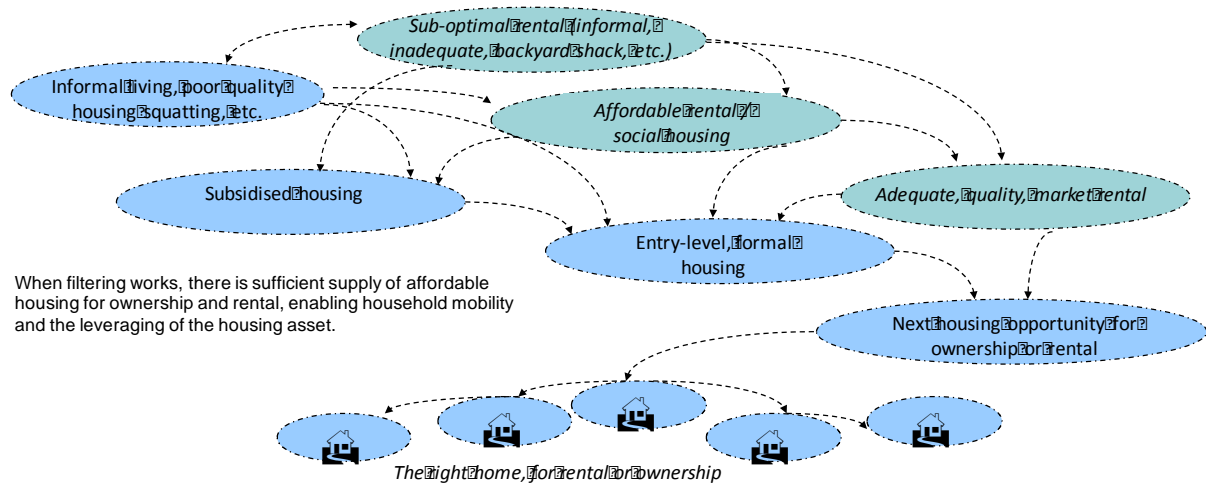 Sub-optimal rental (informal,
inadequate, backyard shack, etc.)
Informal living, poor quality
housing squatting, etc.
Affordable rental /
social housing
Subsidised housing
Adequate, quality, market rental
Entry-level, formal
housing
When filtering works, there is sufficient supply of affordable
housing for ownership and rental, enabling household mobility
and the leveraging of the housing asset.
Next housing opportunity for
ownership or rental
The right home, for rental or ownership